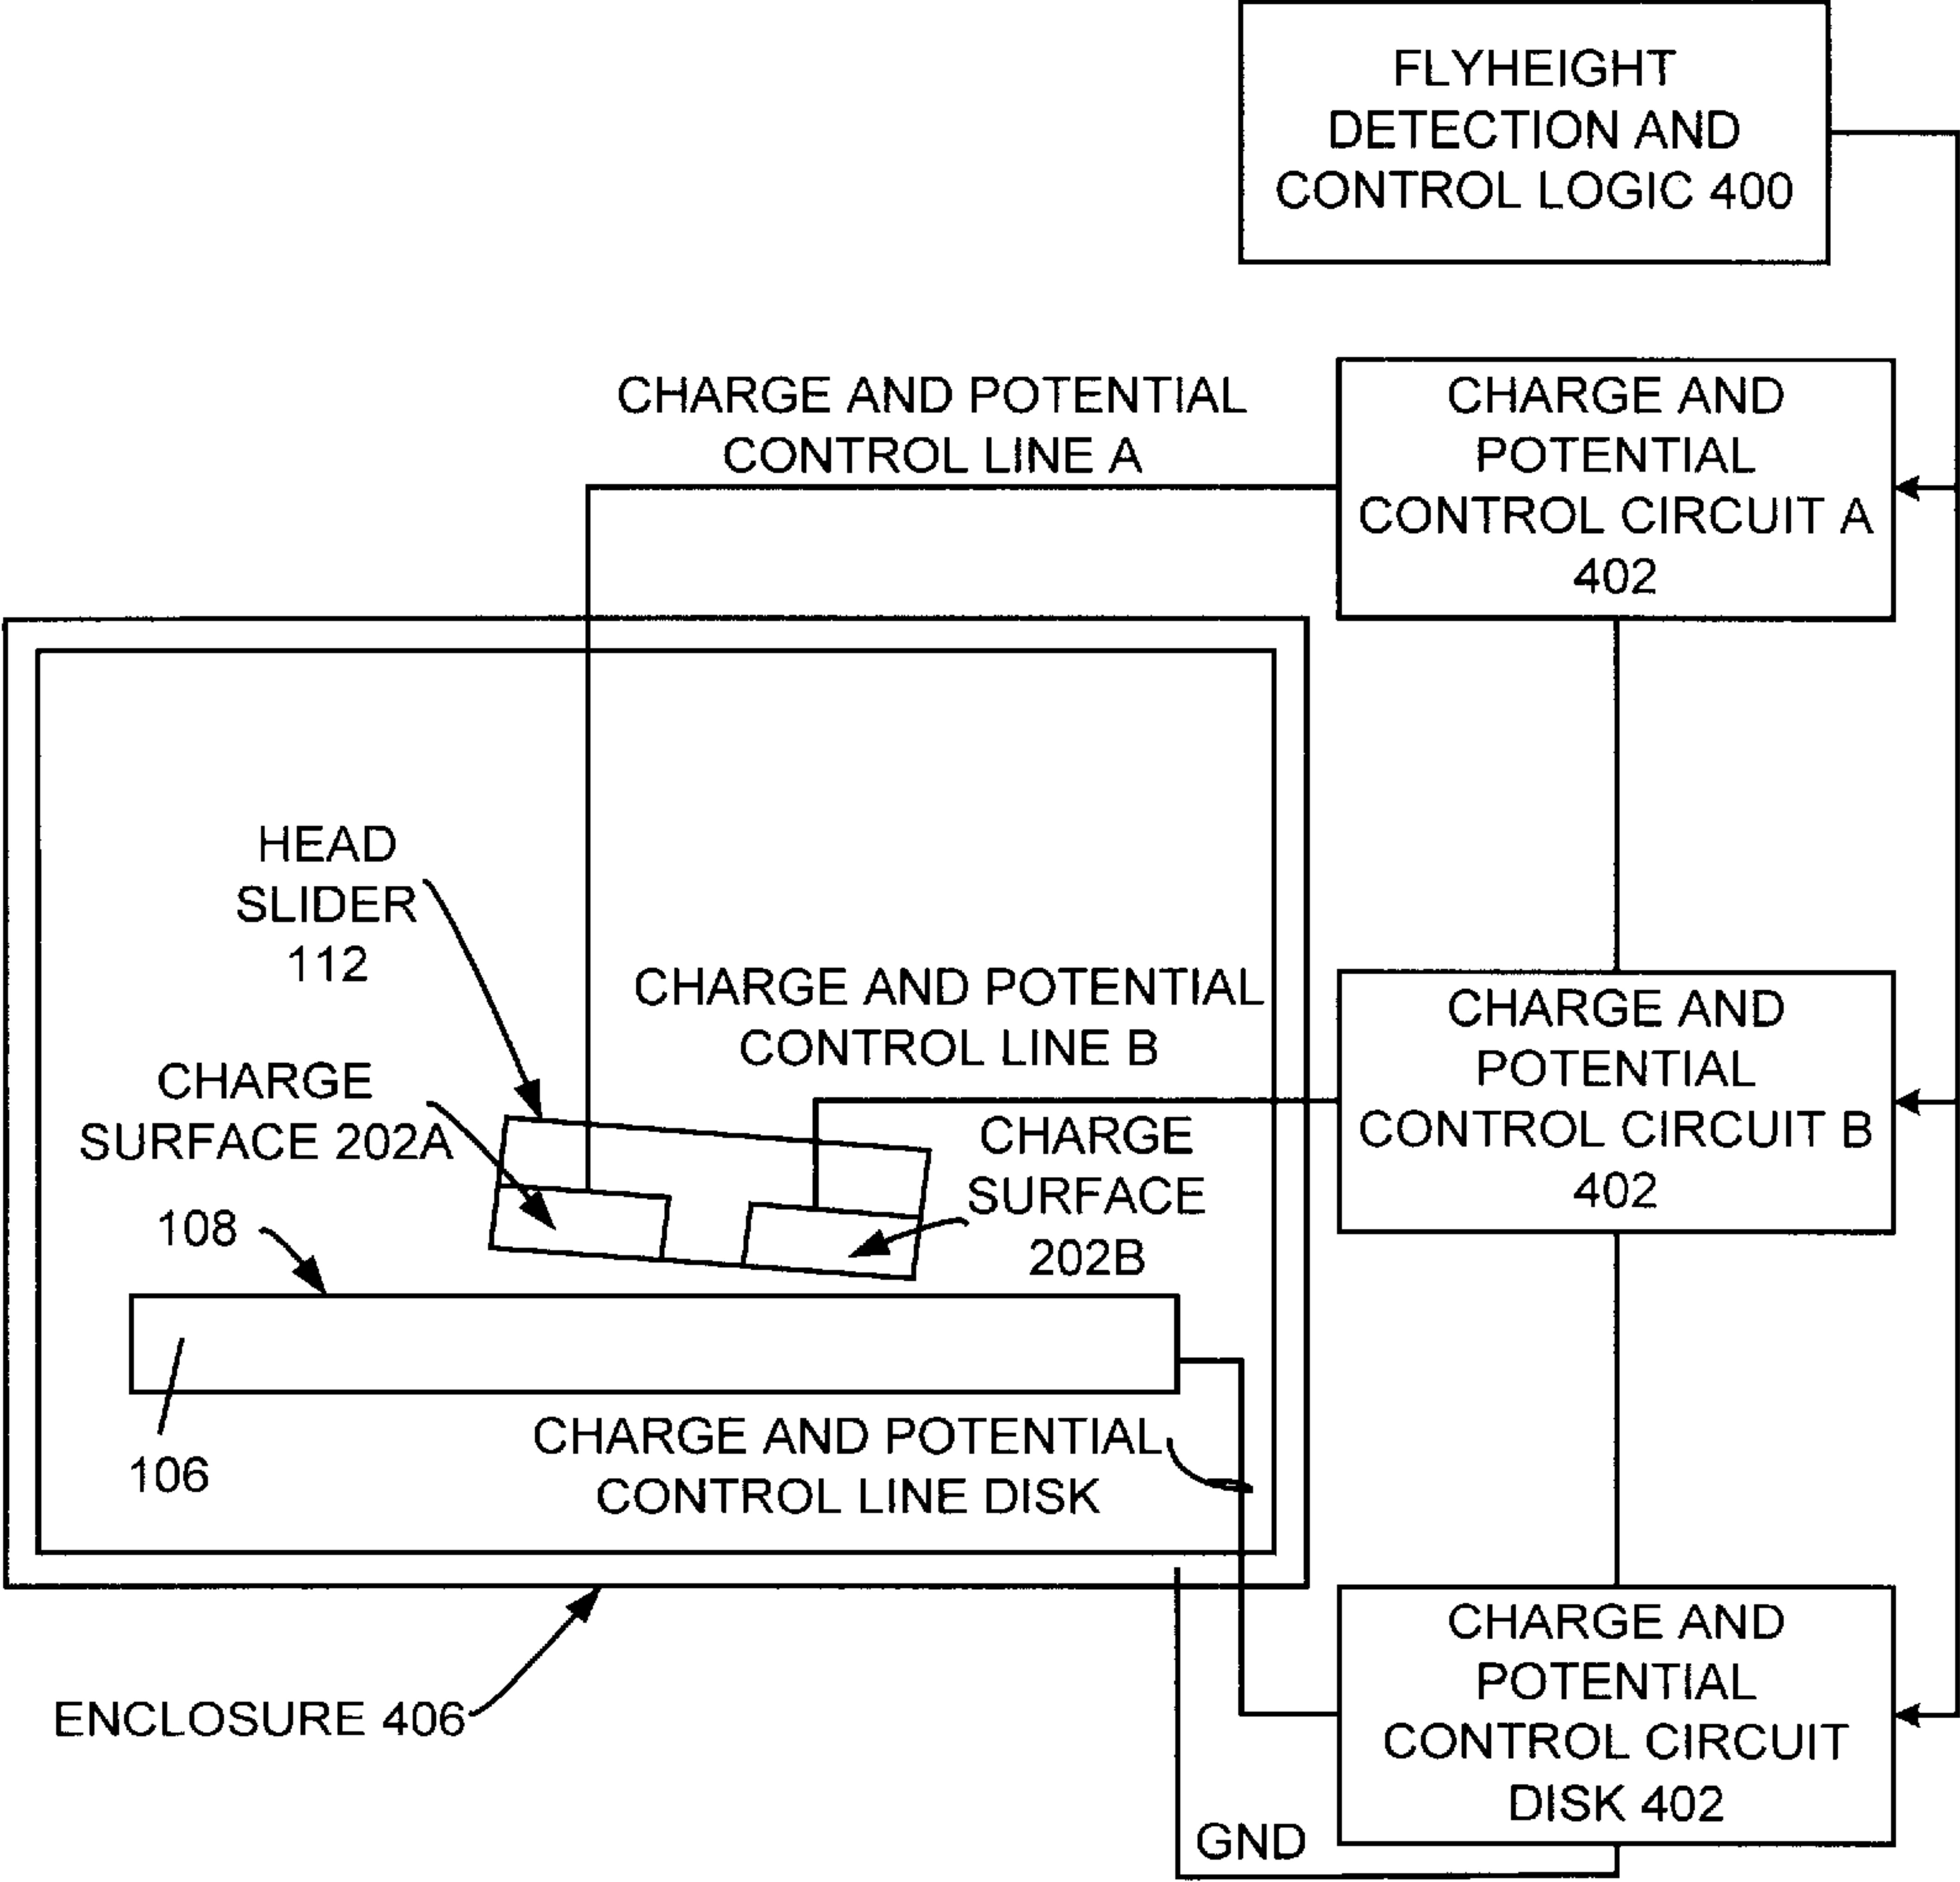 FLYHEIGHT
DETECTION AND
CONTROL LOGIC 400
CHARGE AND POTENTIAL
CONTROL LINE A
CHARGE AND
POTENTIAL
CONTROL CIRCUIT A
402
HEAD
SLIDER
112
CHARGE AND POTENTIAL
CONTROL LINE B
CHARGE AND
POTENTIAL
CONTROL CIRCUIT B
402
CHARGE
SURFACE 202A
CHARGE
SURFACE
202B
108
106
CHARGE AND POTENTIAL
CONTROL LINE DISK
ENCLOSURE 406
CHARGE AND
POTENTIAL
CONTROL CIRCUIT
DISK 402
GND